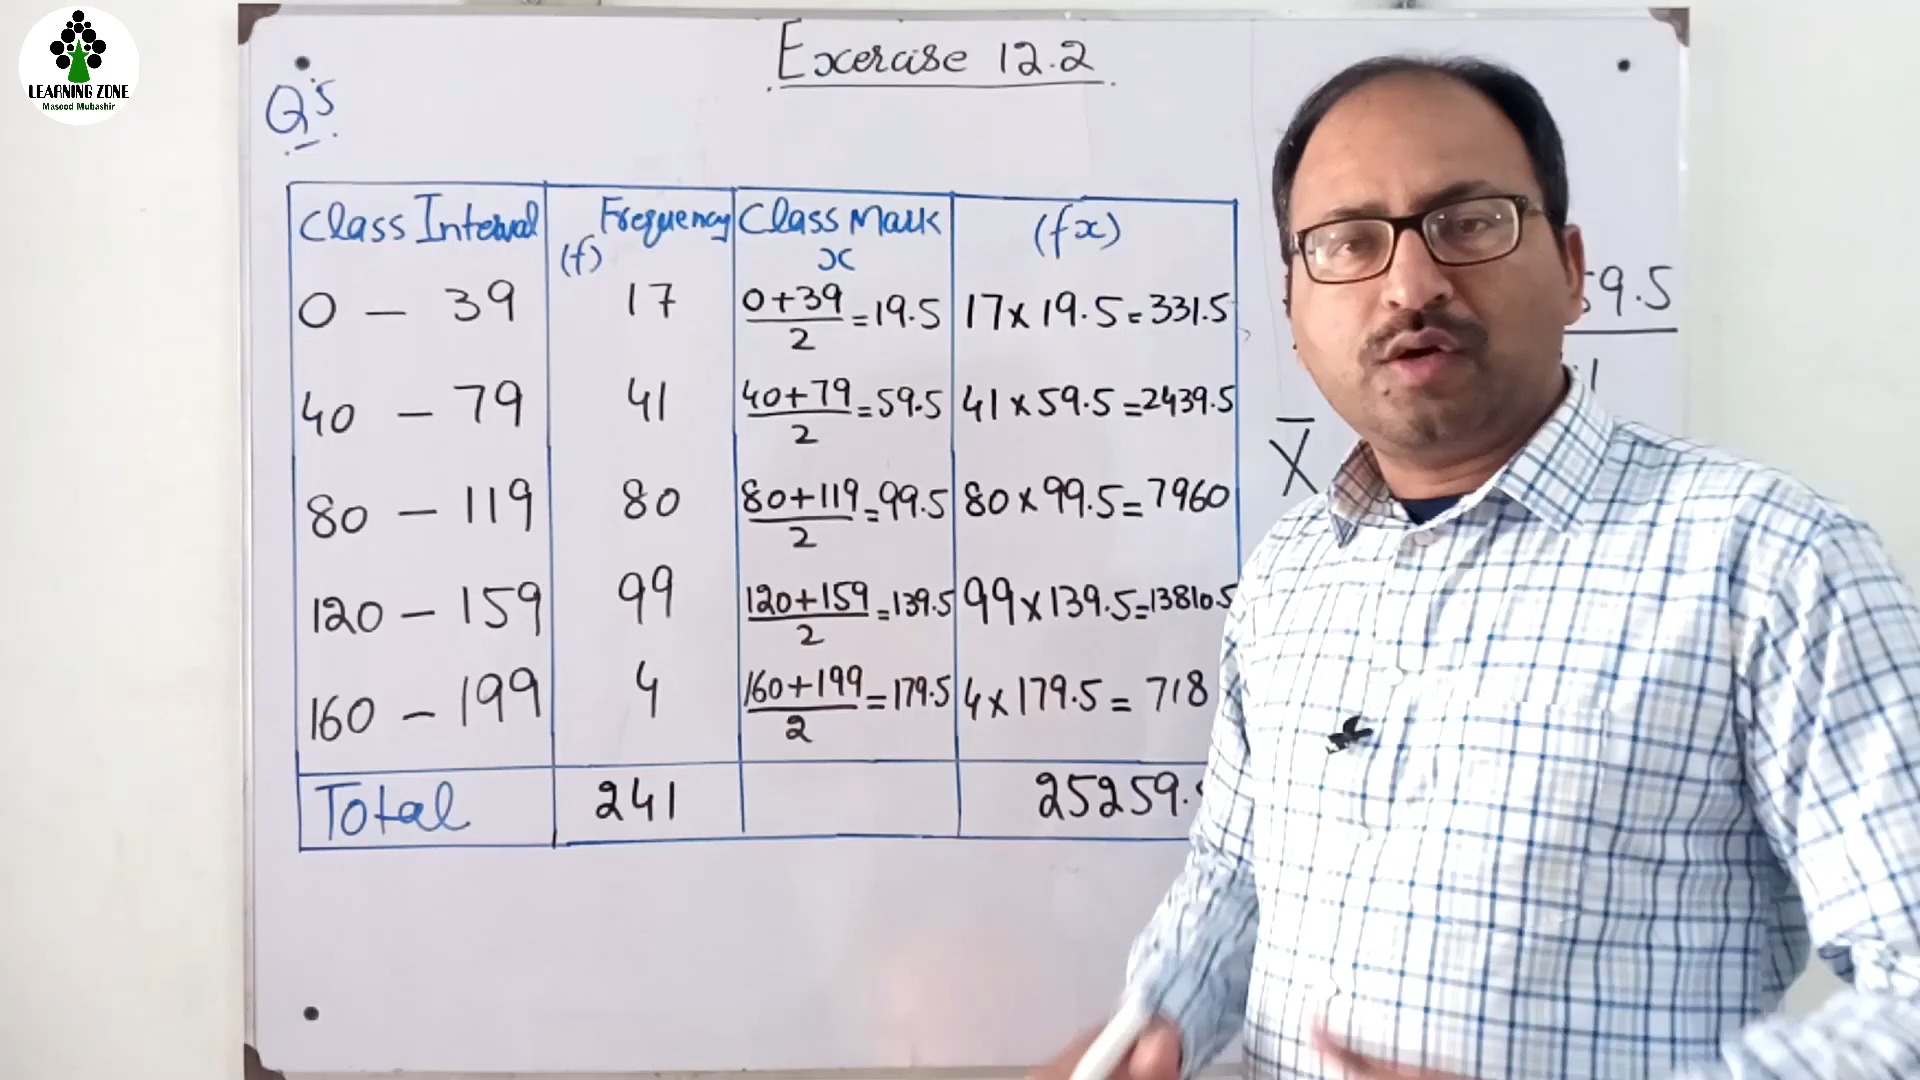 LEARNING ZONE
Masood Mubashir
Exercise 12.2
Q5
Class Interval Frequency (f) Class Mark x (fx)
0 – 39 17 0+39/2 = 19.5 17 x 19.5 = 331.5
40 – 79 41 40+79/2 = 59.5 41 x 59.5 = 2439.5
80 – 119 80 80+119/2 = 99.5 80 x 99.5 = 7960
120 – 159 99 120+159/2 = 139.5 99 x 139.5 = 13810.5
160 – 199 4 160+199/2 = 179.5 4 x 179.5 = 718
Total 241 25259.
59.5
X̄